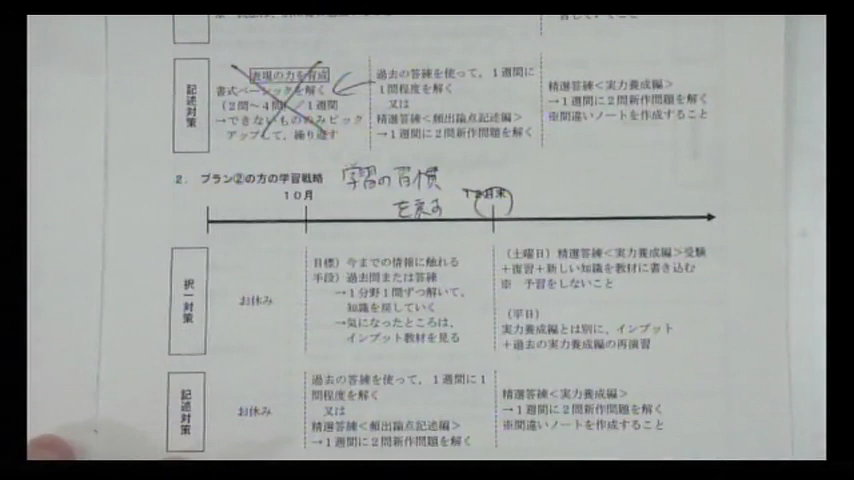 記述対策
表現の力を育成
書式ベーシックを解く
(2問～4問)／1週間
→できないもののみピック
アップして、繰り返す
過去の答練を使って、1週間に
1問程度を解く
又は
精選答練<頻出論点記述編>
→1週間に2問新作問題を解く
精選答練<実力養成編>
→1週間に2問新作問題を解く
※間違いノートを作成すること
2. プラン②の方の学習戦略
学習の習慣
10月
択一対策
お休み
目標）今までの情報に触れる
手段）過去問または答練
→1分野1問ずつ解いて、
知識を戻していく
→気になったところは、
インプット教材を見る
（土曜日）精選答練<実力養成編>受験
＋復習＋新しい知識を教材に書き込む
※ 予習をしないこと
（平日）
実力養成編とは別に、インプット
＋過去の実力養成編の再演習
記述対策
お休み
過去の答練を使って、1週間に1
問程度を解く
又は
精選答練<頻出論点記述編>
→1週間に2問新作問題を解く
精選答練<実力養成編>
→1週間に2問新作問題を解く
※間違いノートを作成すること